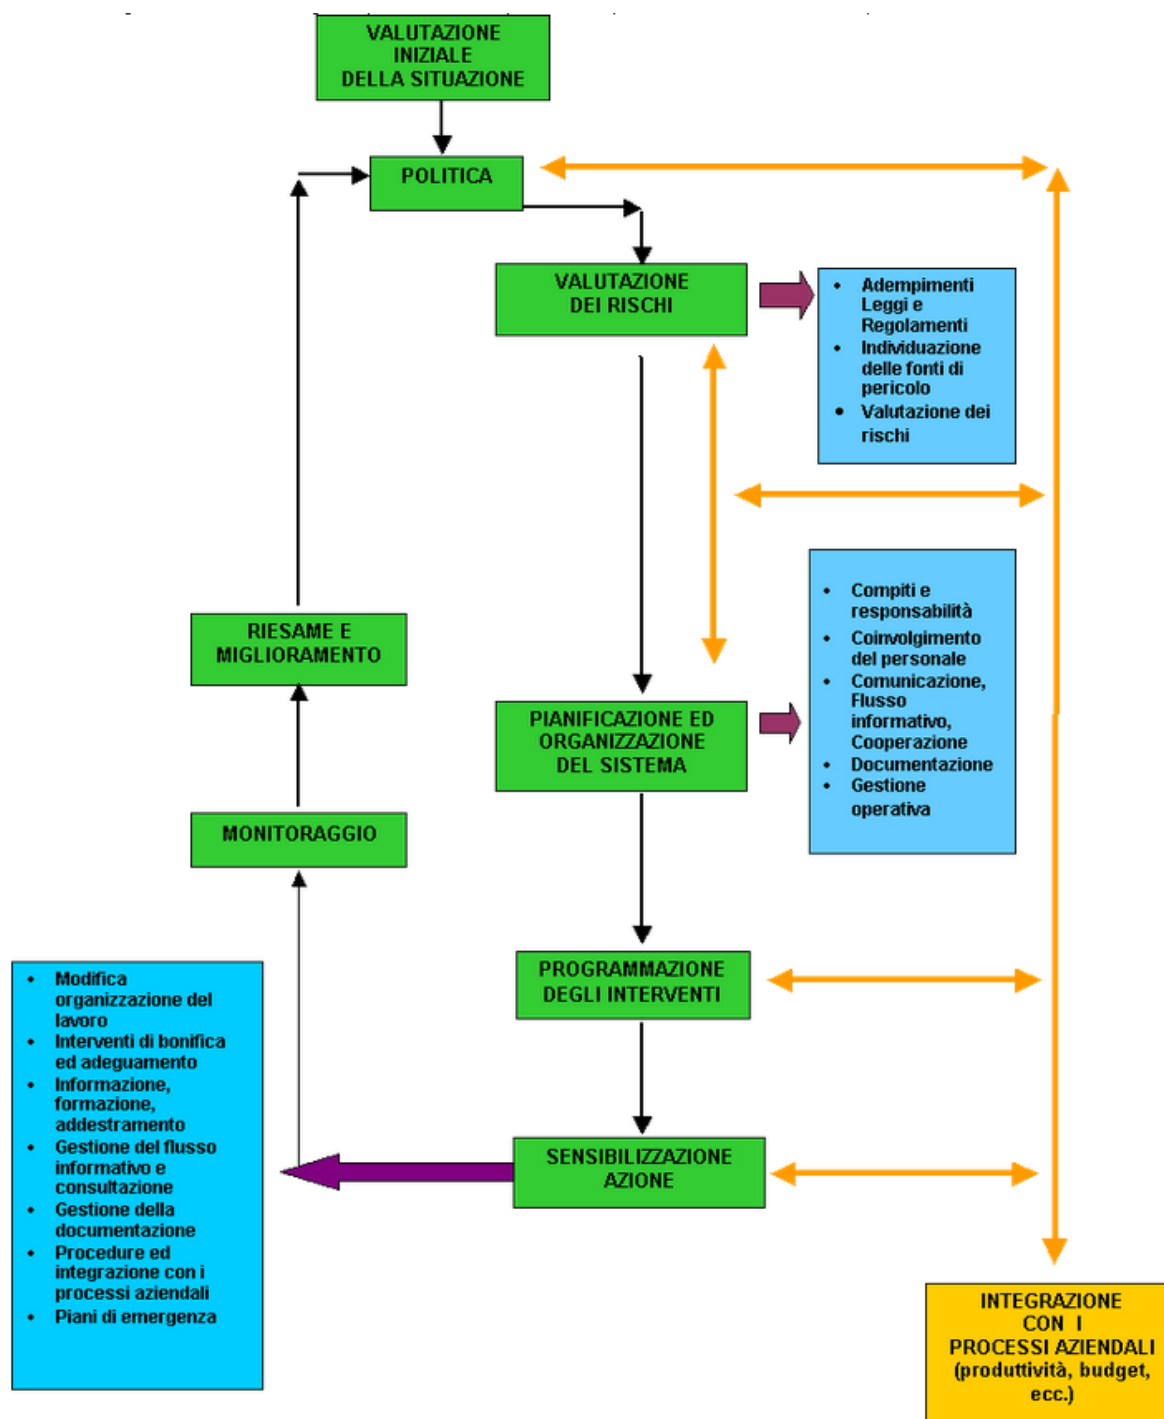 VALUTAZIONE
INIZIALE
DELLA SITUAZIONE
POLITICA
VALUTAZIONE
DEI RISCHI
• Adempimenti
Leggi e
Regolamenti
• Individuazione
delle fonti di
pericolo
• Valutazione dei
rischi
• Compiti e
responsabilità
• Coinvolgimento
del personale
• Comunicazione,
Flusso
informativo,
Cooperazione
• Documentazione
• Gestione
operativa
RIESAME E
MIGLIORAMENTO
PIANIFICAZIONE ED
ORGANIZZAZIONE
DEL SISTEMA
MONITORAGGIO
PROGRAMMAZIONE
DEGLI INTERVENTI
• Modifica
organizzazione del
lavoro
• Interventi di bonifica
ed adeguamento
• Informazione,
formazione,
addestramento
• Gestione del flusso
informativo e
consultazione
• Gestione della
documentazione
• Procedure ed
integrazione con i
processi aziendali
• Piani di emergenza
SENSIBILIZZAZIONE
AZIONE
INTEGRAZIONE
CON I
PROCESSI AZIENDALI
(produttività, budget,
ecc.)